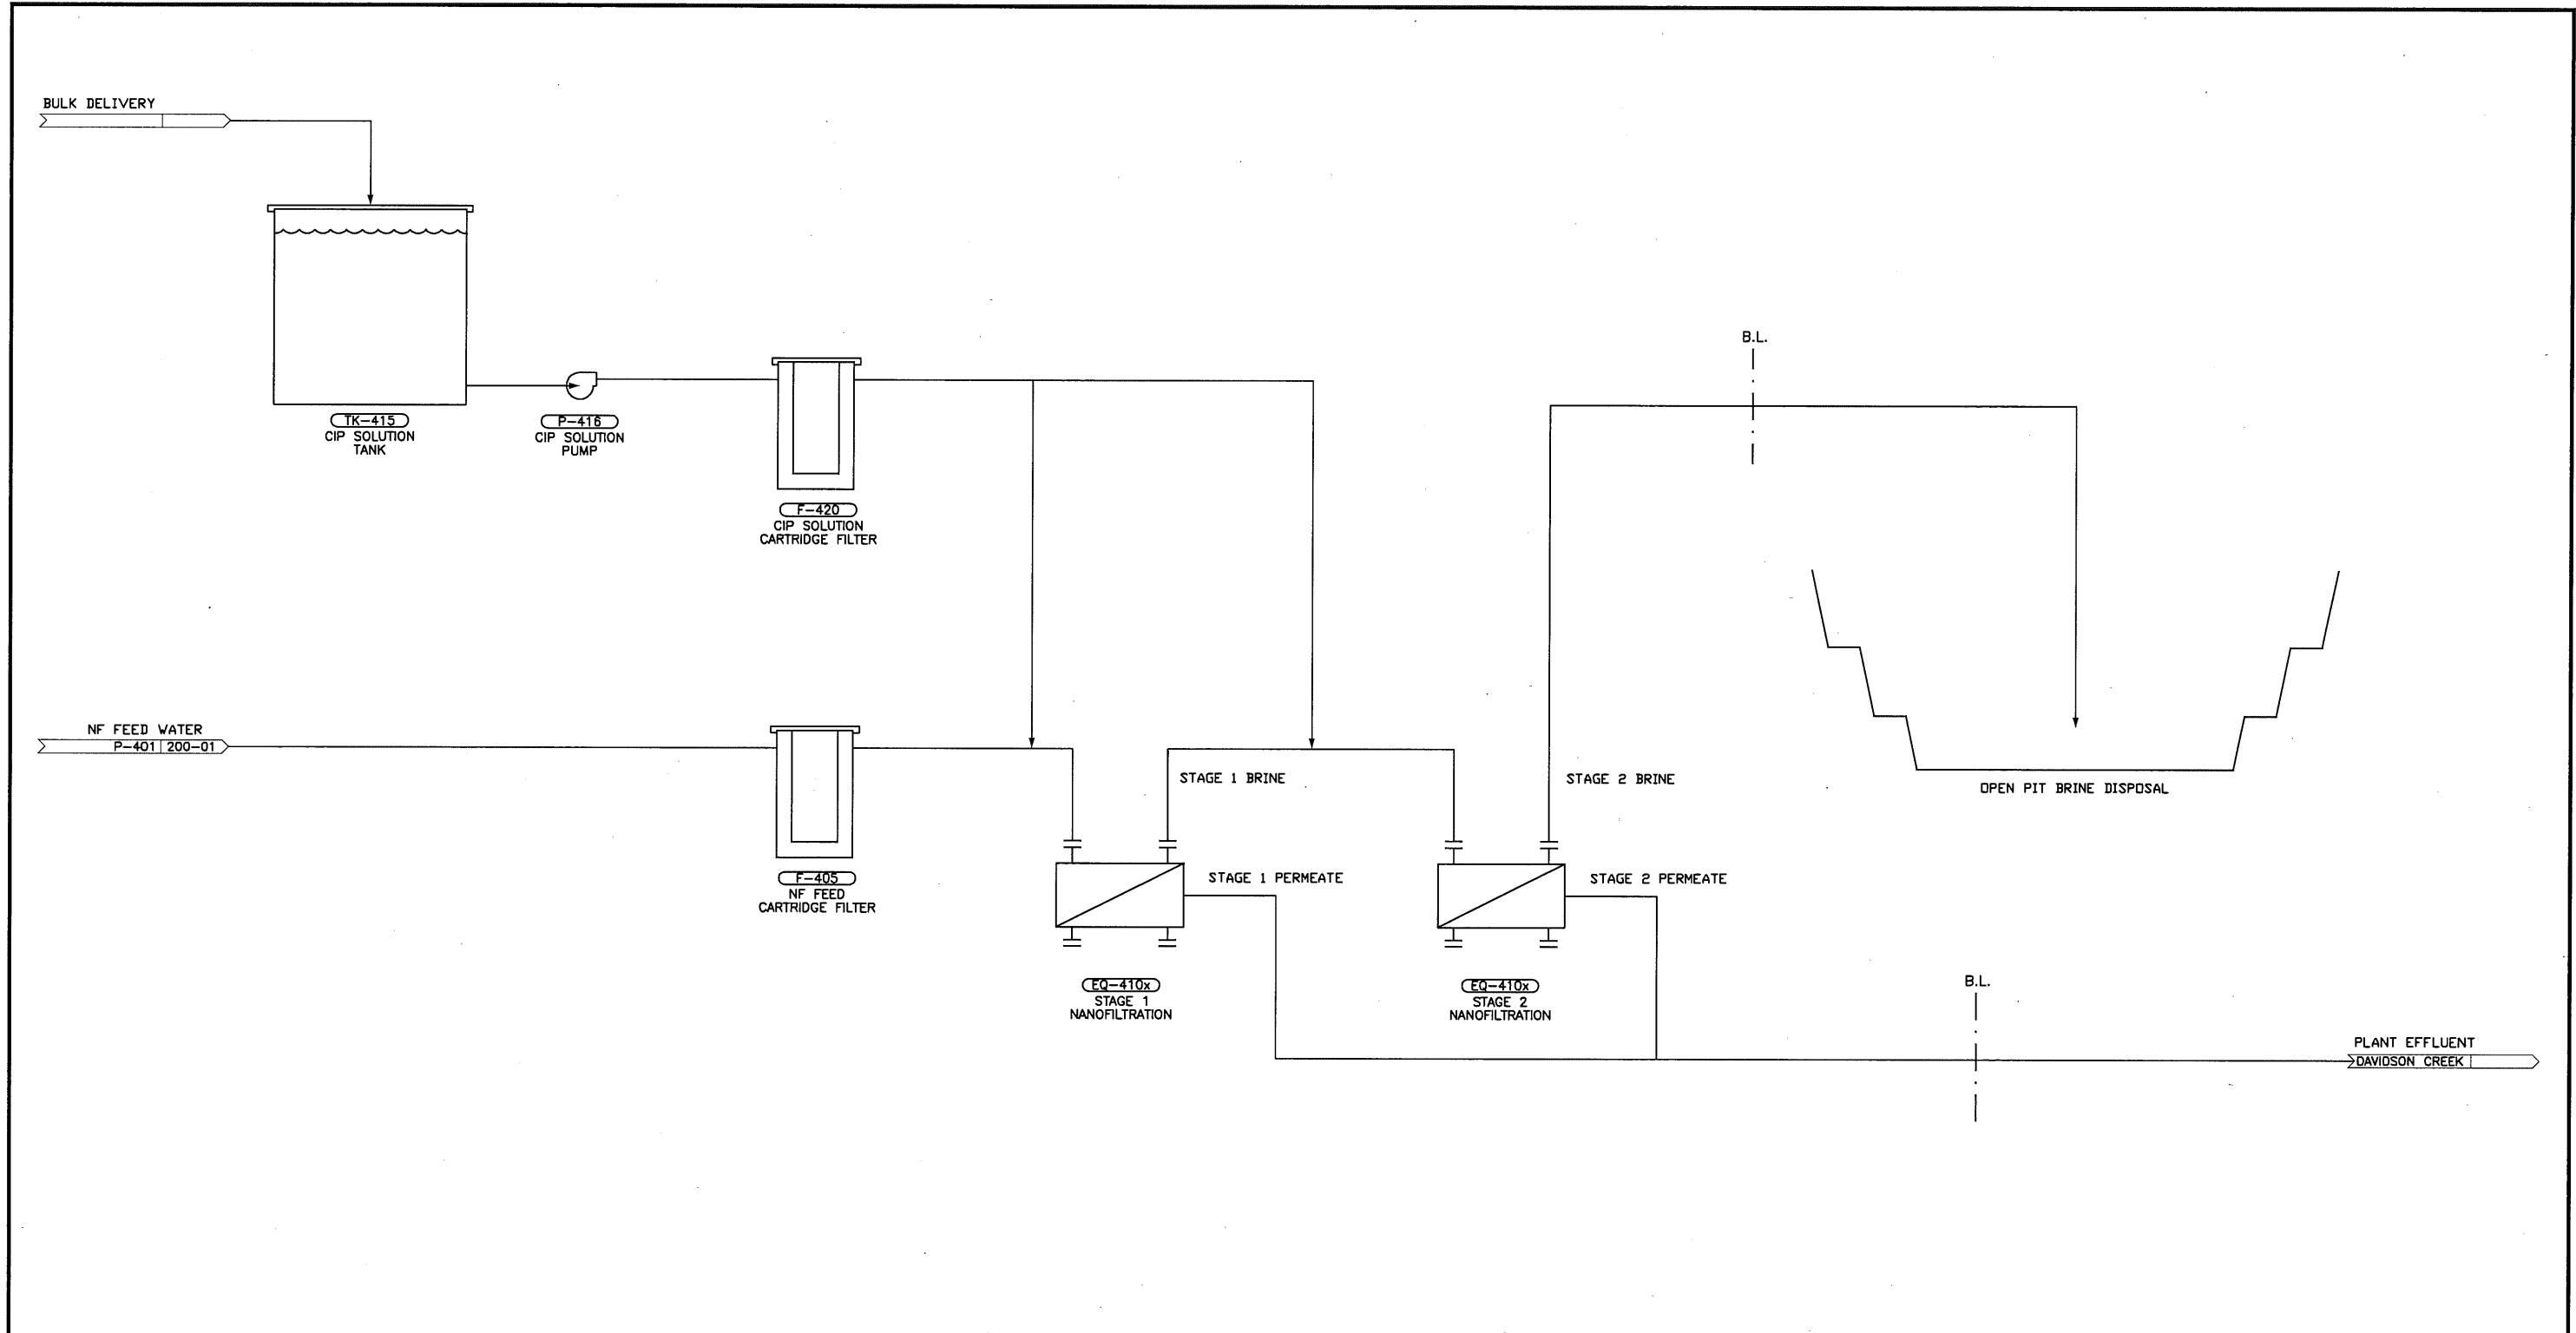 BULK DELIVERY
TK-415
CIP SOLUTION
TANK
P-416
CIP SOLUTION
PUMP
F-420
CIP SOLUTION
CARTRIDGE FILTER
B.L.
NF FEED WATER
P-401 200-01
F-405
NF FEED
CARTRIDGE FILTER
STAGE 1 BRINE
STAGE 1 PERMEATE
EQ-410x
STAGE 1
NANOFILTRATION
STAGE 2 BRINE
STAGE 2 PERMEATE
EQ-410x
STAGE 2
NANOFILTRATION
OPEN PIT BRINE DISPOSAL
B.L.
PLANT EFFLUENT
DAVIDSON CREEK